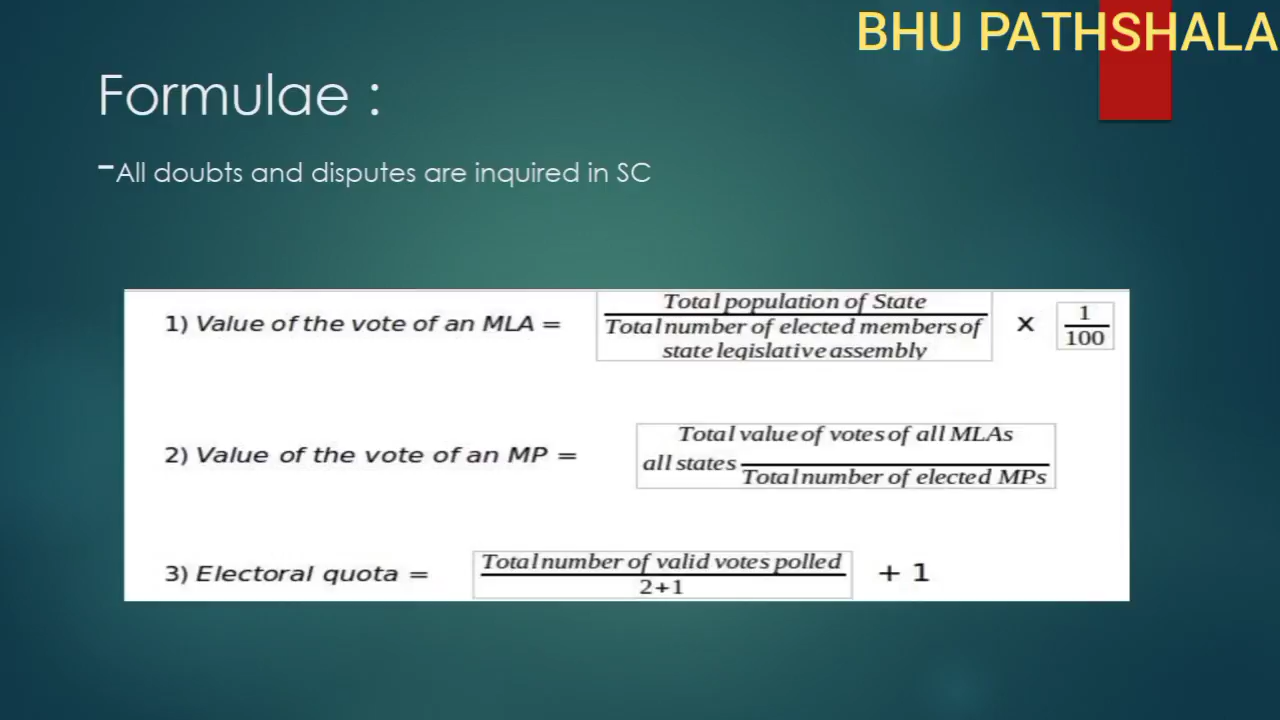 BHU PATHSHALA
Formulae :
-All doubts and disputes are inquired in SC
1) Value of the vote of an MLA = Total population of State / Total number of elected members of state legislative assembly x 1/100
2) Value of the vote of an MP = Total value of votes of all MLAs all states / Total number of elected MPs
3) Electoral quota = Total number of valid votes polled / 2+1 + 1